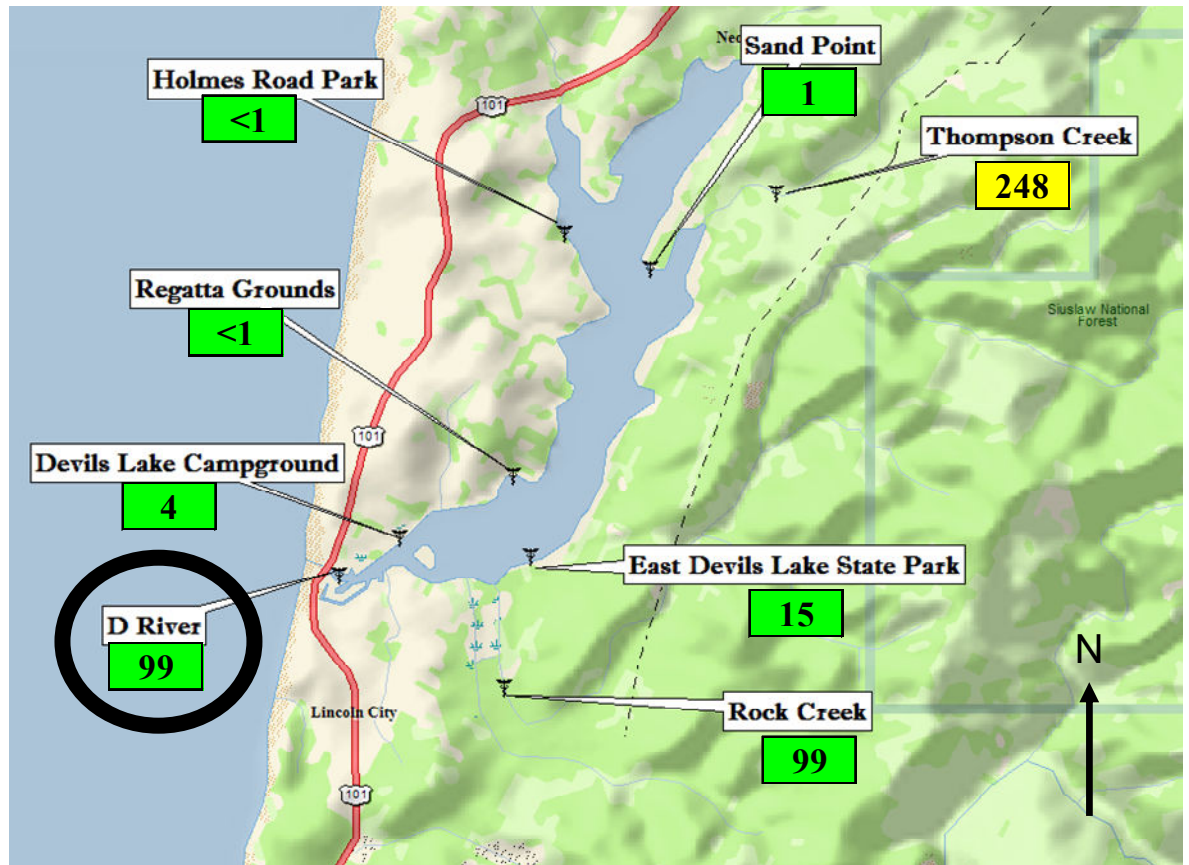 Neo
Sand Point
1
Holmes Road Park
<1
101
Thompson Creek
248
Regatta Grounds
<1
Siuslaw National
Forest
101
Devils Lake Campground
4
East Devils Lake State Park
15
D River
99
N
Lincoln City
Rock Creek
99
101